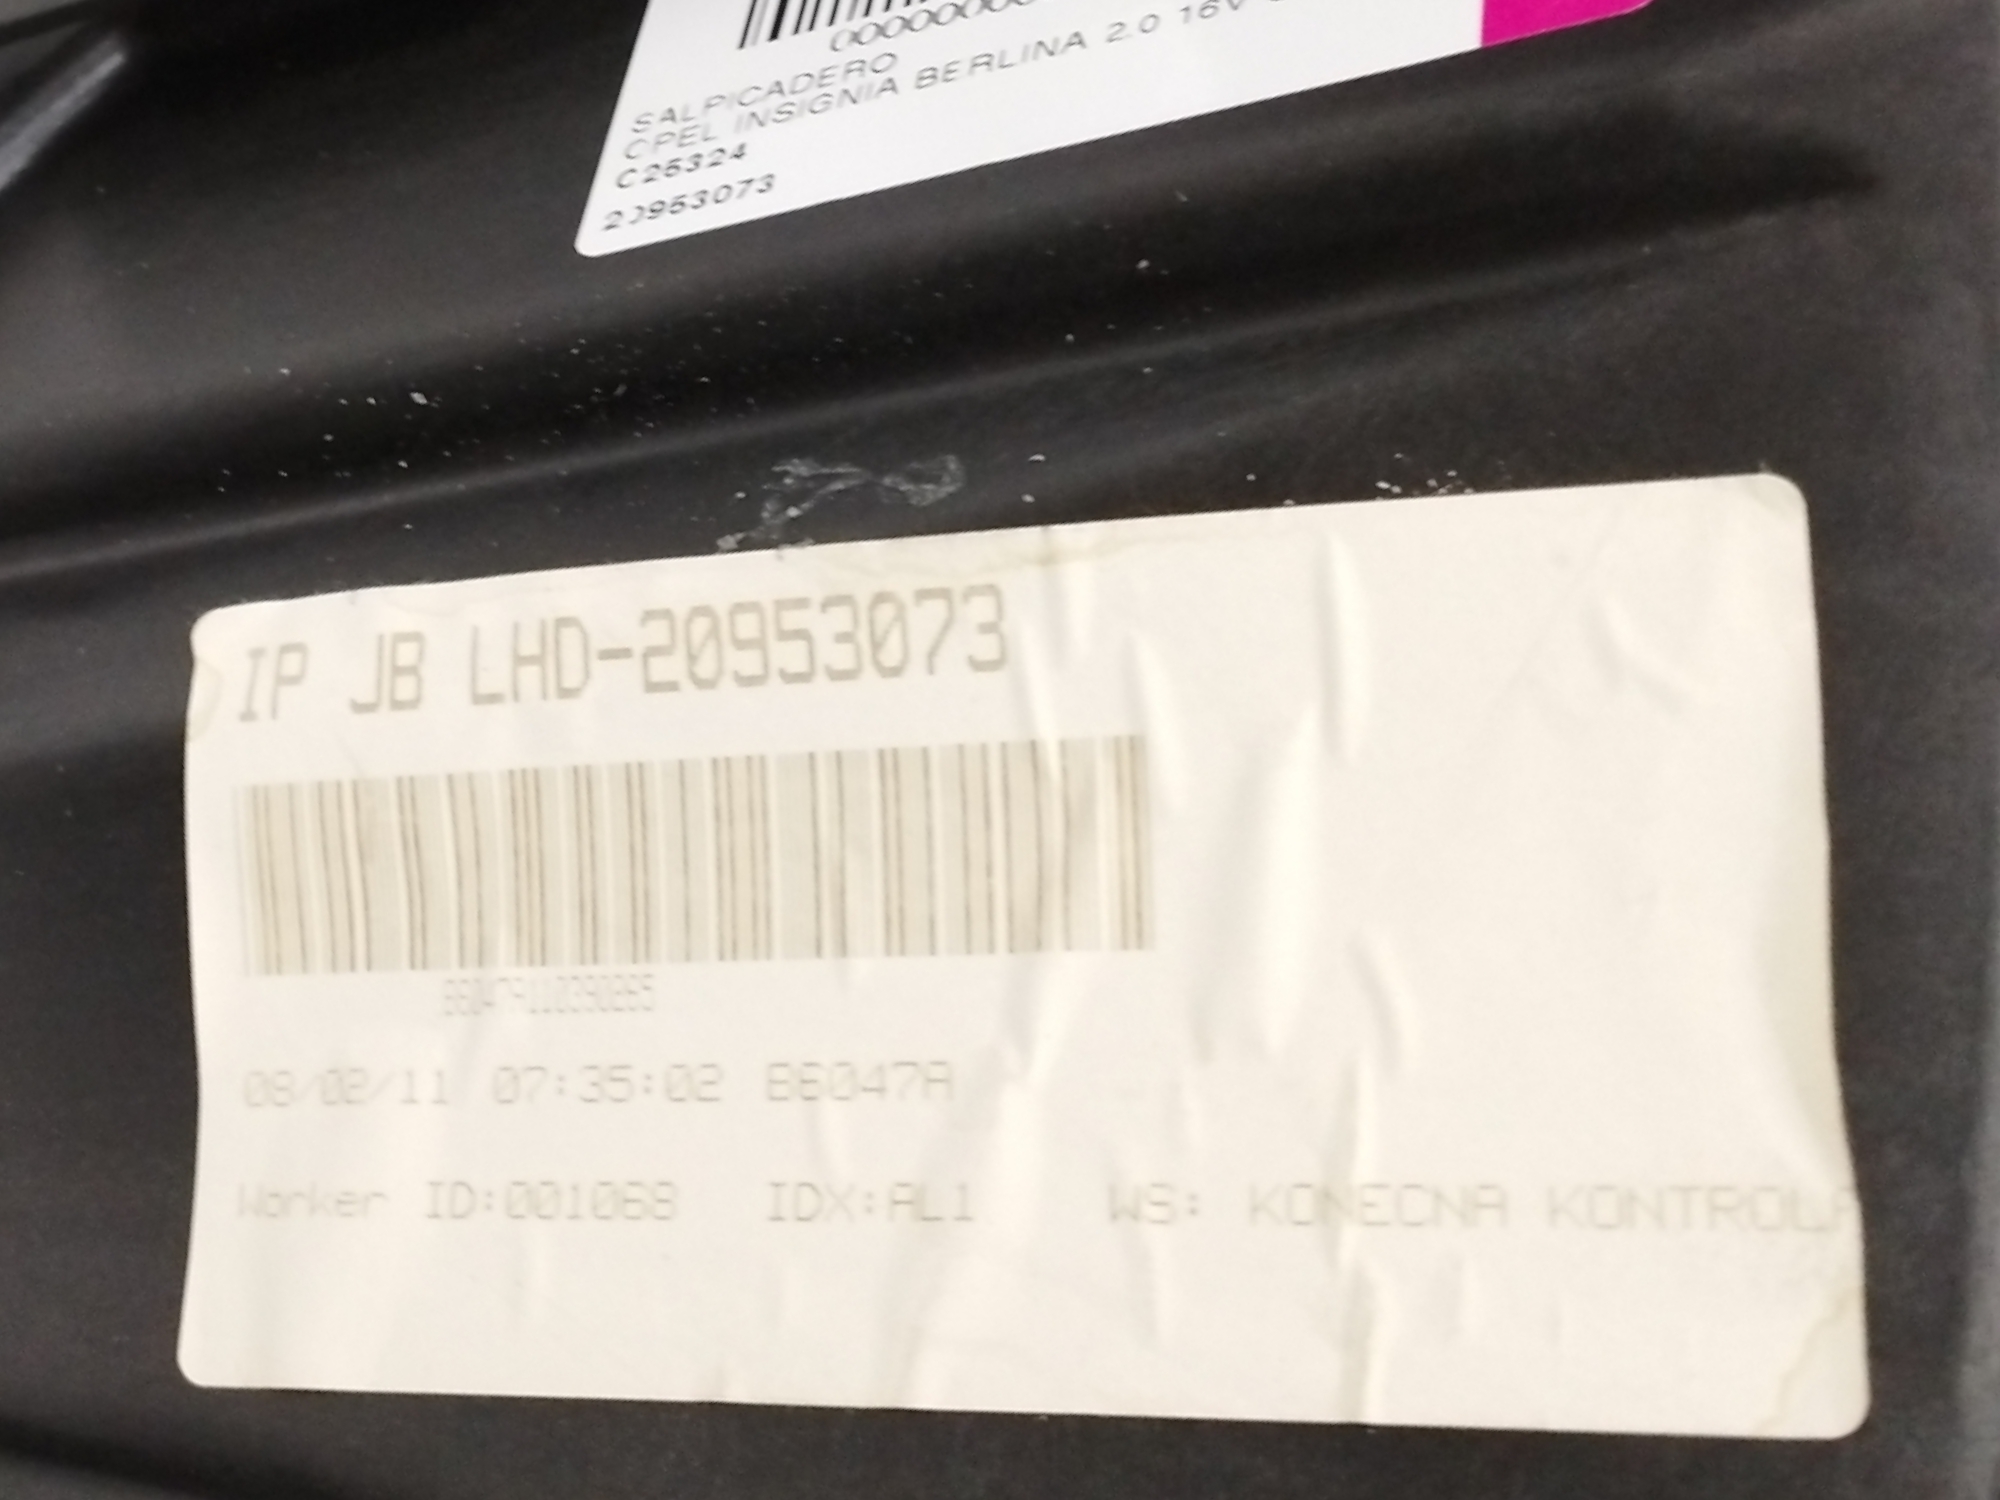 SALPICADERO
OPEL INSIGNIA BERLINA 2.0 16V
C26324
20953073
IP JB LHD-20953073
08/02/11 07:35:02 86047A
Worker ID:001068 IDX:AL1 WS: KONECNA KONTROLA